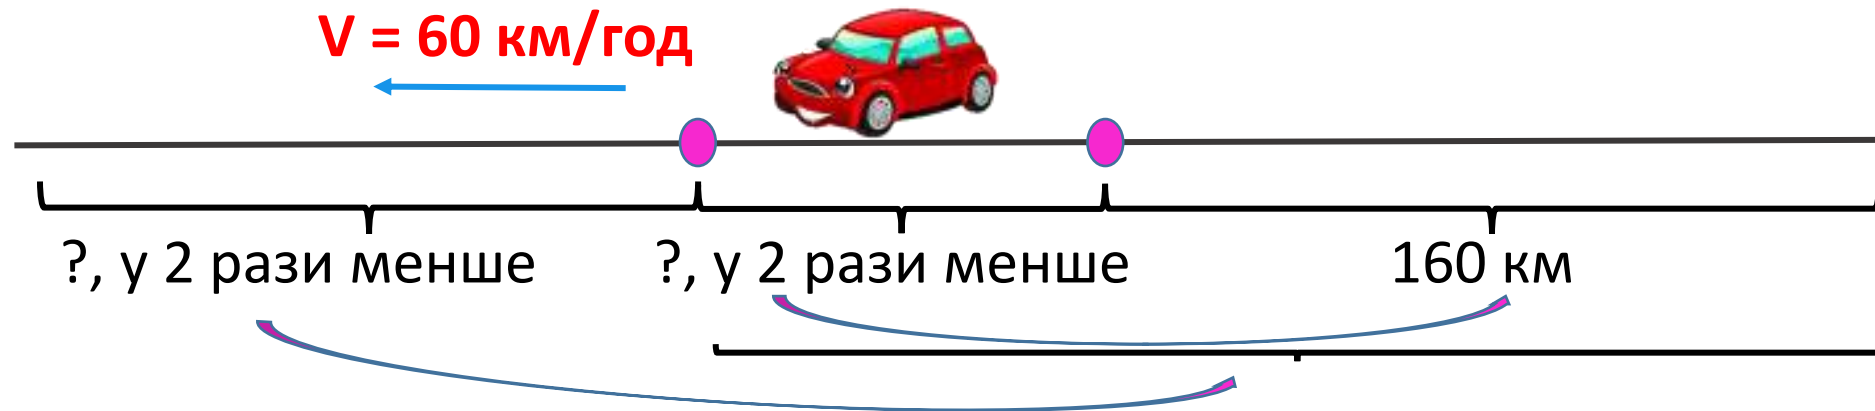 V = 60 км/год
?, у 2 рази менше ?, у 2 рази менше 160 км